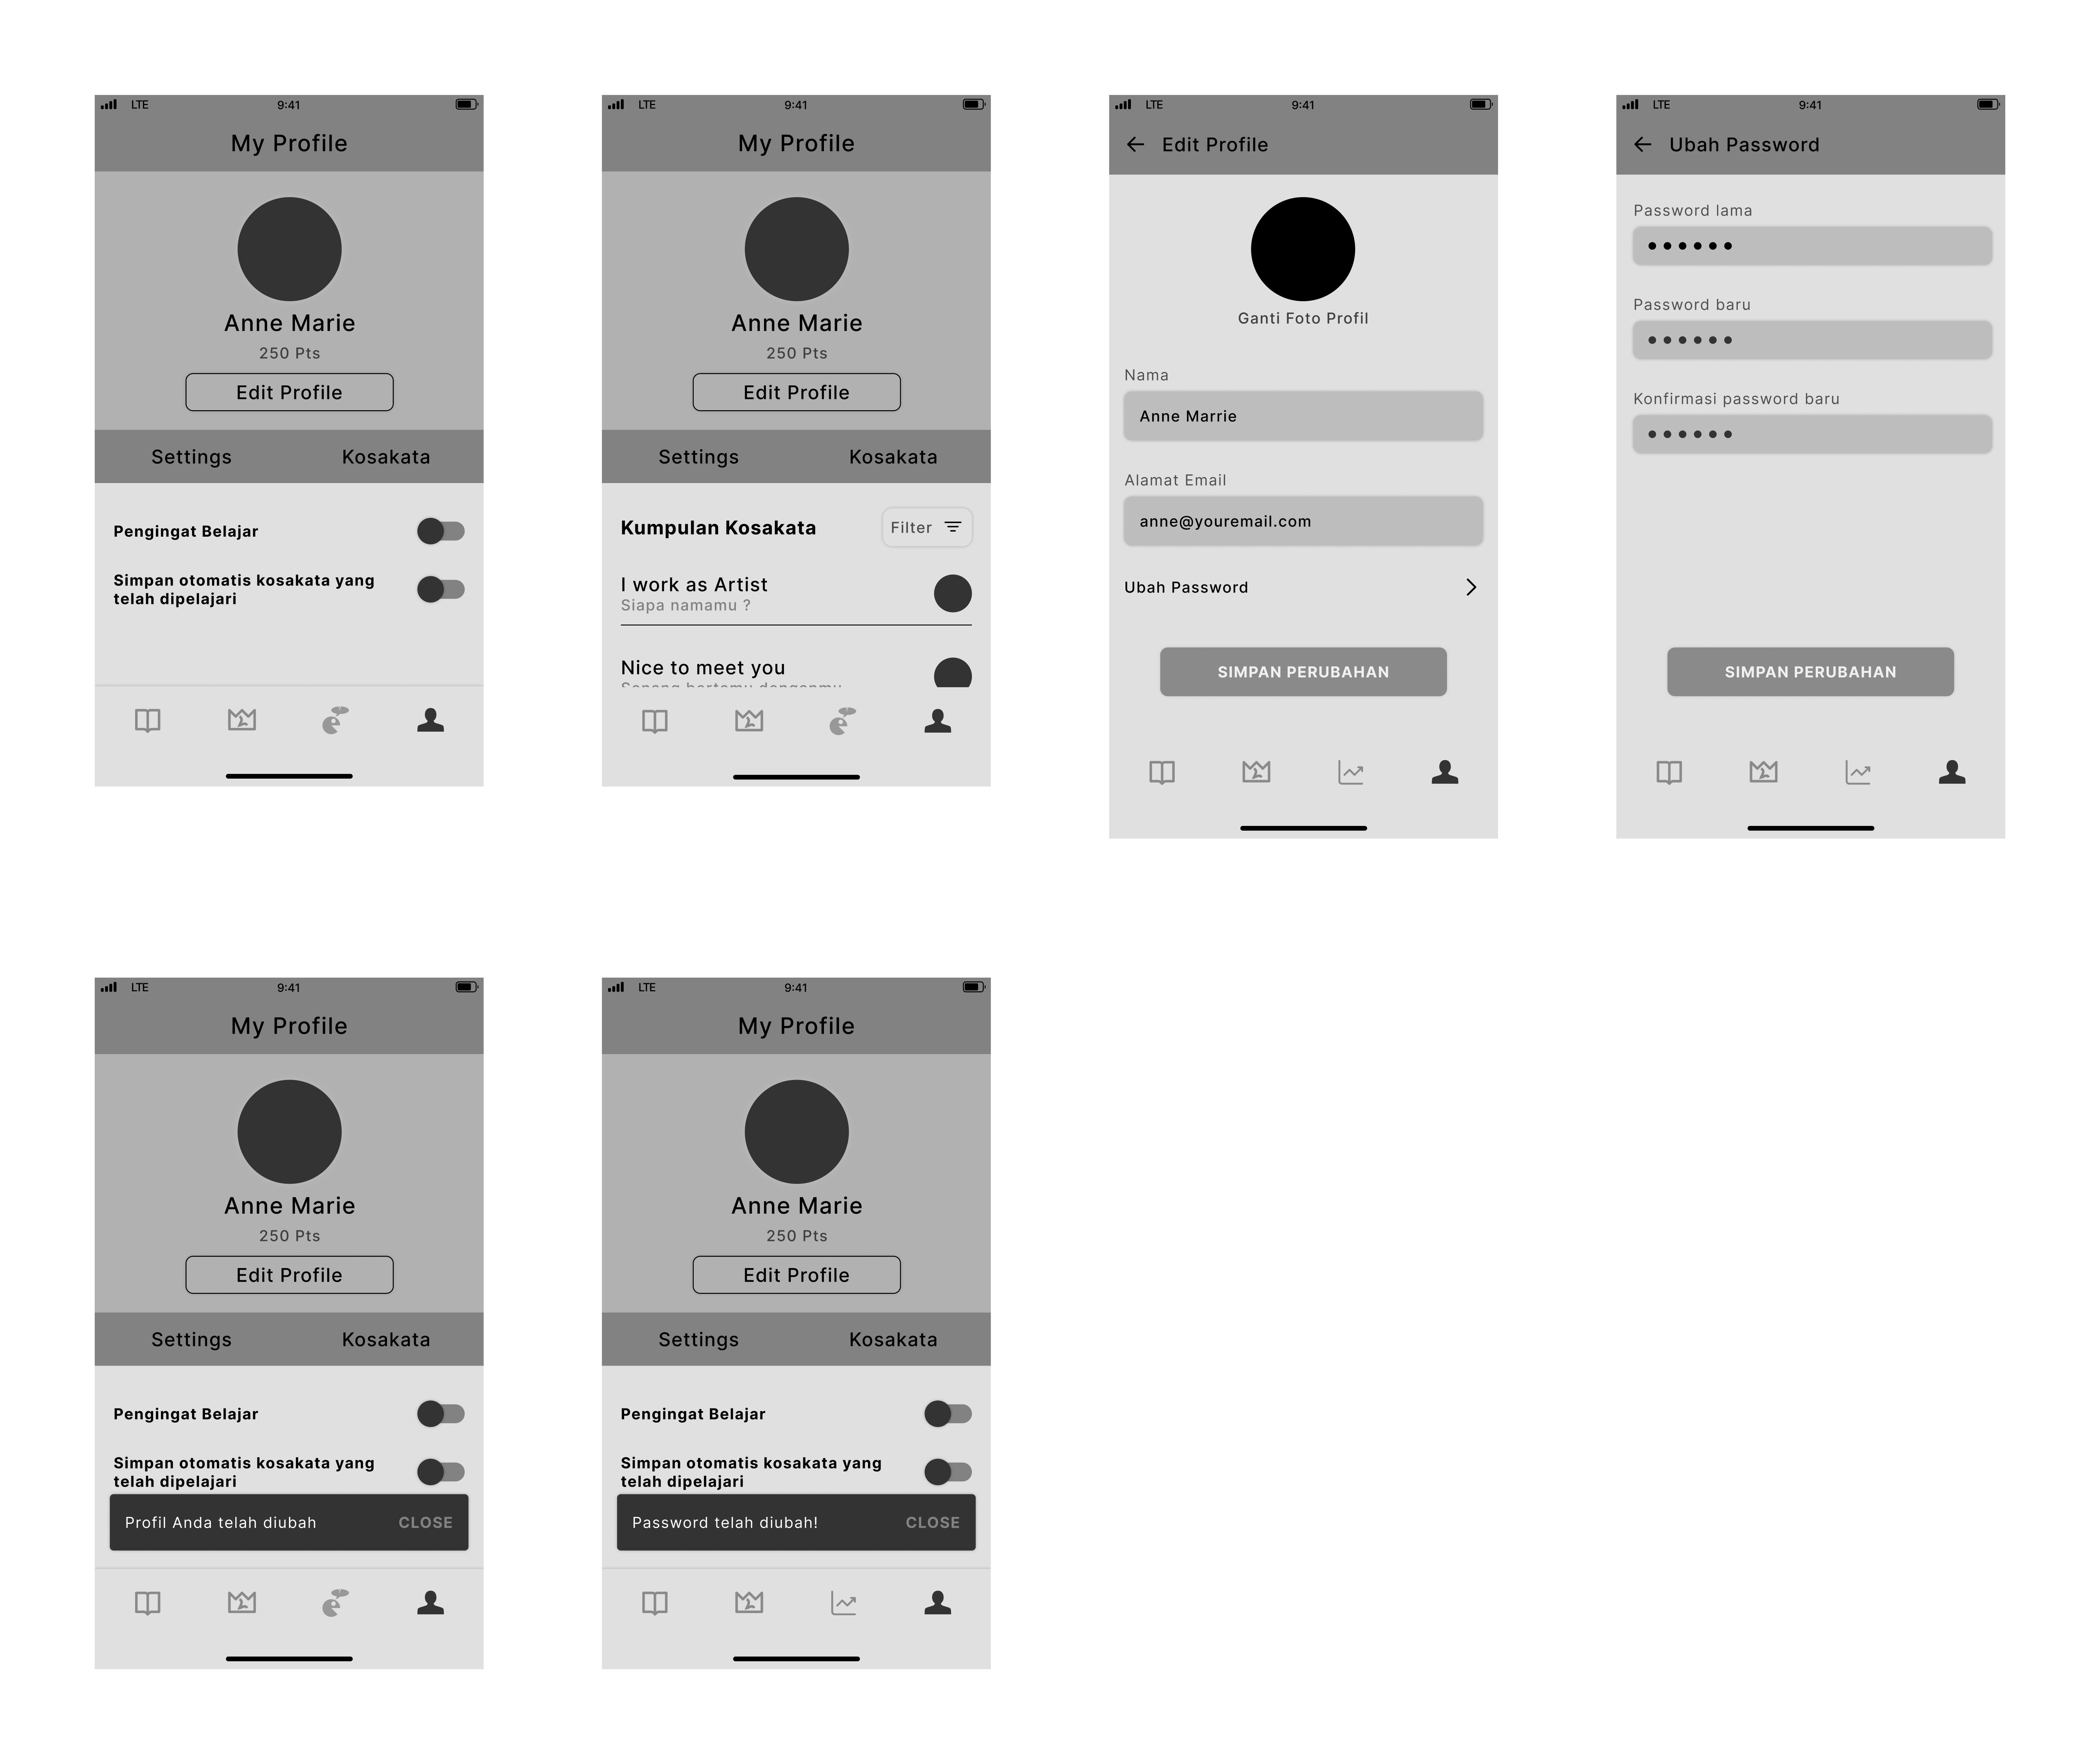 LTE 9:41
My Profile
Anne Marie
250 Pts
Edit Profile
Settings Kosakata
Pengingat Belajar
Simpan otomatis kosakata yang
telah dipelajari
LTE 9:41
My Profile
Anne Marie
250 Pts
Edit Profile
Settings Kosakata
Kumpulan Kosakata Filter
I work as Artist
Siapa namamu ?
Nice to meet you
Senang bertemu denganmu
LTE 9:41
Edit Profile
Ganti Foto Profil
Nama
Anne Marrie
Alamat Email
anne@youremail.com
Ubah Password
SIMPAN PERUBAHAN
LTE 9:41
Ubah Password
Password lama
Password baru
Konfirmasi password baru
SIMPAN PERUBAHAN
LTE 9:41
My Profile
Anne Marie
250 Pts
Edit Profile
Settings Kosakata
Pengingat Belajar
Simpan otomatis kosakata yang
telah dipelajari
Profil Anda telah diubah CLOSE
LTE 9:41
My Profile
Anne Marie
250 Pts
Edit Profile
Settings Kosakata
Pengingat Belajar
Simpan otomatis kosakata yang
telah dipelajari
Password telah diubah! CLOSE